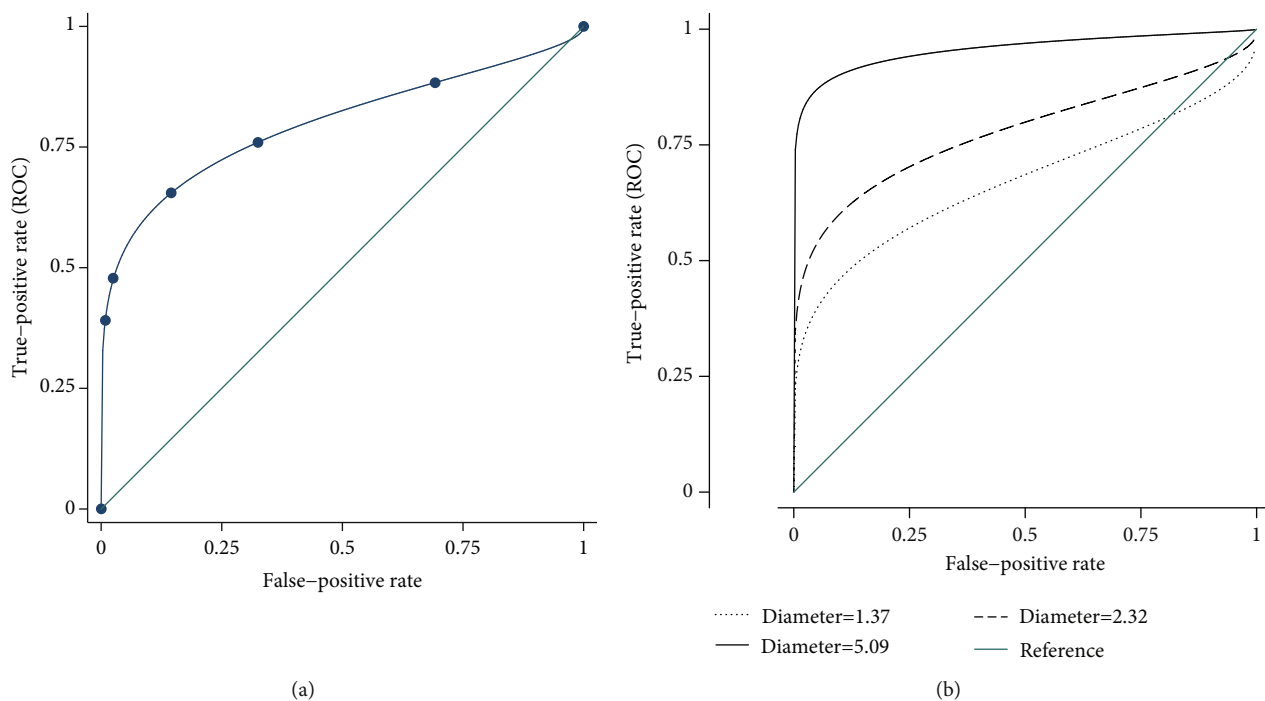 1
0.75
0.5
0.25
0
True−positive rate (ROC)
0 0.25 0.5 0.75 1
False−positive rate
(a)
1
0.75
0.5
0.25
0
True−positive rate (ROC)
0 0.25 0.5 0.75 1
False−positive rate
Diameter=1.37 Diameter=2.32
Diameter=5.09 Reference
(b)